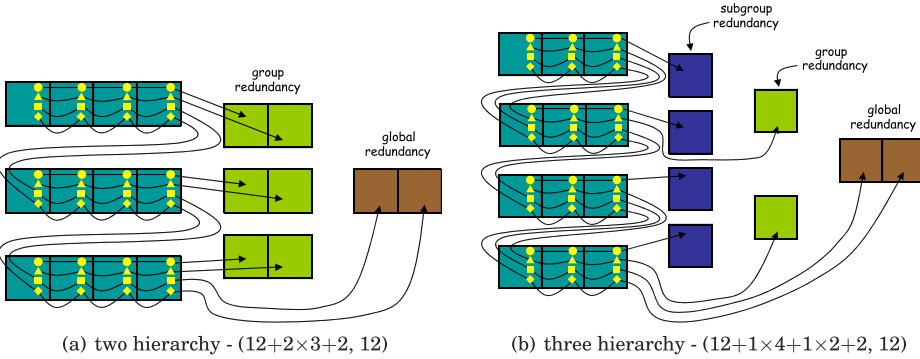 subgroup
redundancy
group
redundancy
global
redundancy
group
redundancy
global
redundancy
(a) two hierarchy - (12+2×3+2, 12)
(b) three hierarchy - (12+1×4+1×2+2, 12)